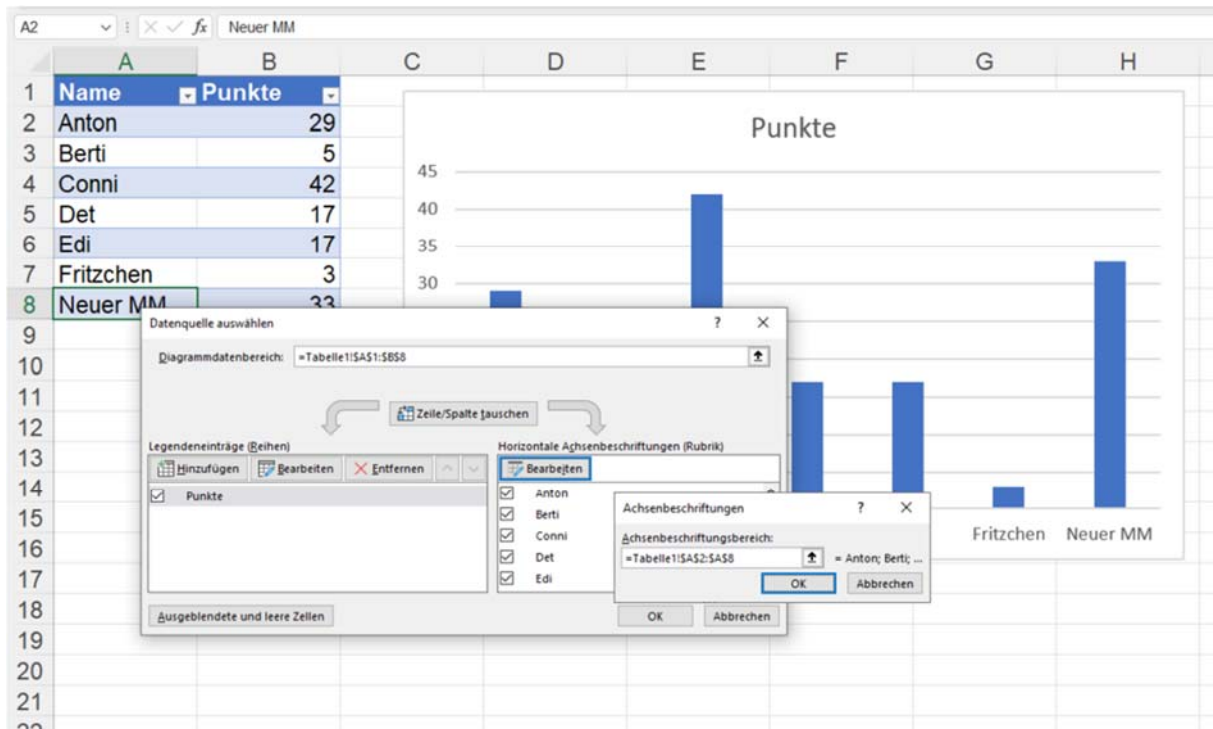 A2 fx Neuer MM
A B C D E F G H
1 Name Punkte
2 Anton 29
3 Berti 5
4 Conni 42
5 Det 17
6 Edi 17
7 Fritzchen 3
8 Neuer MM 33
9
10
11
12
13
14
15
16
17
18
19
20
21
Punkte
45
40
35
30
Fritzchen Neuer MM
Datenquelle auswählen ? ×
Diagrammdatenbereich: =Tabelle1!$A$1:$B$8
Zeile/Spalte tauschen
Legendeneinträge (Reihen)
Hinzufügen Bearbeiten Entfernen
Punkte
Horizontale Achsenbeschriftungen (Rubrik)
Bearbeiten
Anton
Berti
Conni
Det
Edi
Ausgeblendete und leere Zellen
OK Abbrechen
Achsenbeschriftungen ? ×
Achsenbeschriftungsbereich:
=Tabelle1!$A$2:$A$8 = Anton; Berti; ...
OK Abbrechen